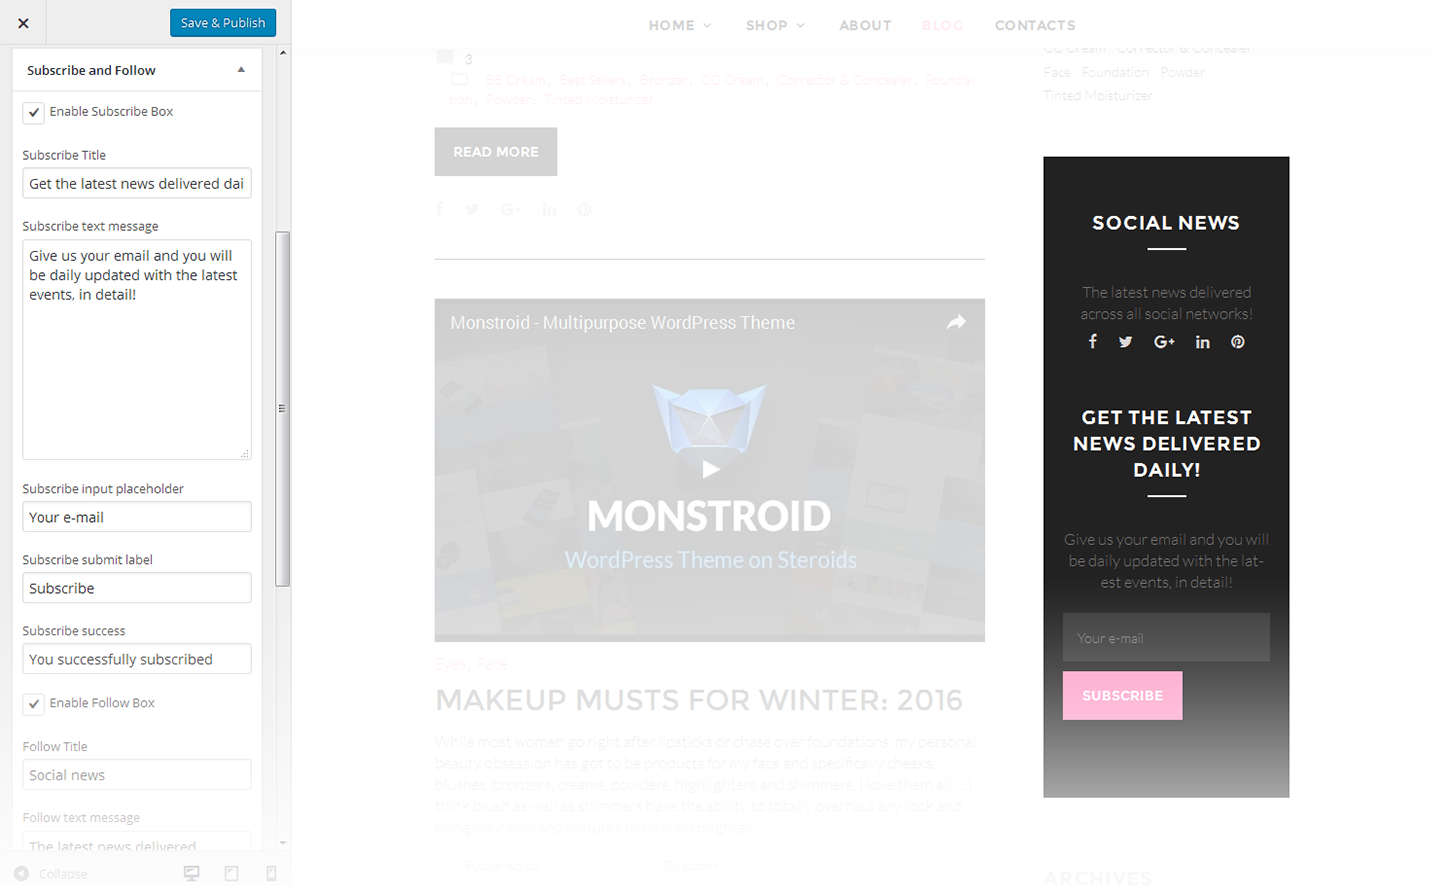 Save & Publish
Subscribe and Follow
Enable Subscribe Box
Subscribe Title
Get the latest news delivered dai
Subscribe text message
Give us your email and you will
be daily updated with the latest
events, in detail!
Subscribe input placeholder
Your e-mail
Subscribe submit label
Subscribe
Subscribe success
You successfully subscribed
Enable Follow Box
Follow Title
Social news
Follow text message
The latest news delivered
Collapse
HOME SHOP ABOUT BLOG CONTACTS
3
BB Cream, Best Sellers, Bronzer, CC Cream, Corrector & Concealer, Founda-
tion, Powder, Tinted Moisturizer
READ MORE
Monstroid - Multipurpose WordPress Theme
MONSTROID
WordPress Theme on Steroids
Eyes, Face
MAKEUP MUSTS FOR WINTER: 2016
While most women go right after lipsticks or chase over foundations, my personal
beauty obsession has got to be products for my face and specifically cheeks:
blushes, bronzers, creams, powders, highlighters and shimmers. I love them all. ...I
think blush as well as shimmers have the ability to totally overhaul any look and
bring your skin and features to be even brighter.
Published on
By admin
CC Cream Corrector & Concealer
Face Foundation Powder
Tinted Moisturizer
SOCIAL NEWS
The latest news delivered
across all social networks!
GET THE LATEST
NEWS DELIVERED
DAILY!
Give us your email and you will
be daily updated with the lat-
est events, in detail!
Your e-mail
SUBSCRIBE
ARCHIVES